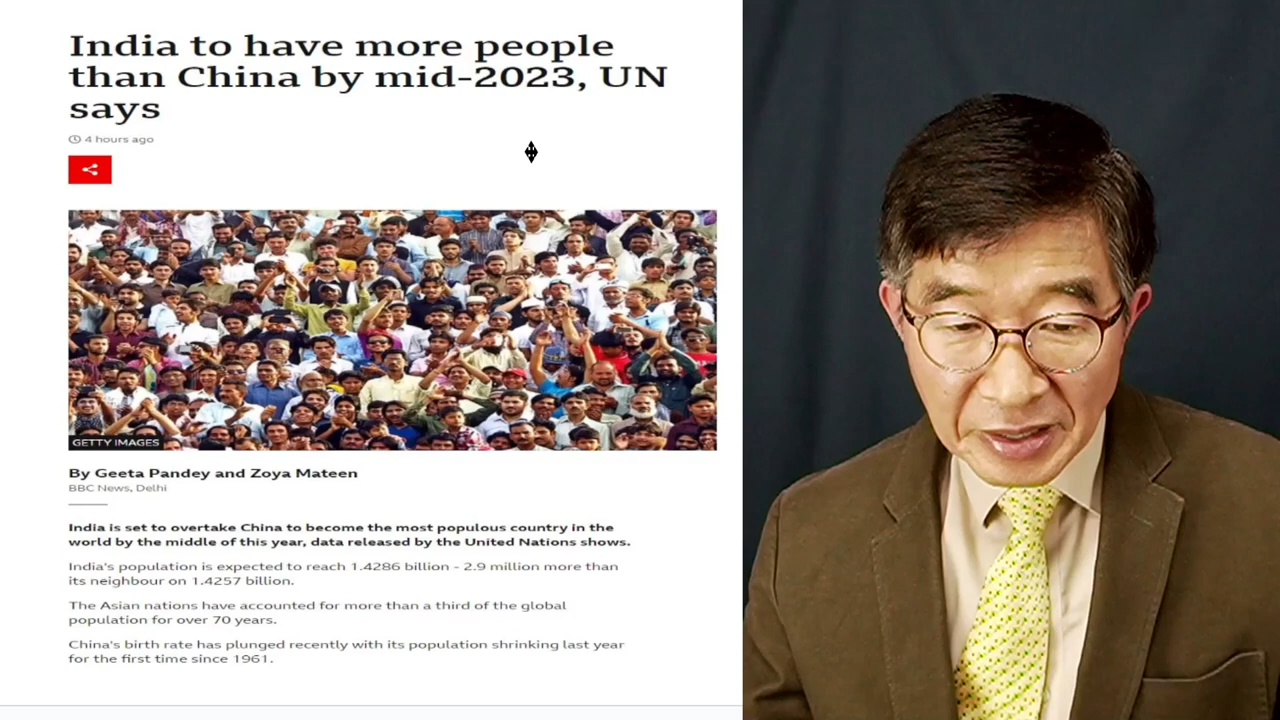 India to have more people
than China by mid-2023, UN
says
4 hours ago
GETTY IMAGES
By Geeta Pandey and Zoya Mateen
BBC News, Delhi
India is set to overtake China to become the most populous country in the
world by the middle of this year, data released by the United Nations shows.
India's population is expected to reach 1.4286 billion - 2.9 million more than
its neighbour on 1.4257 billion.
The Asian nations have accounted for more than a third of the global
population for over 70 years.
China's birth rate has plunged recently with its population shrinking last year
for the first time since 1961.